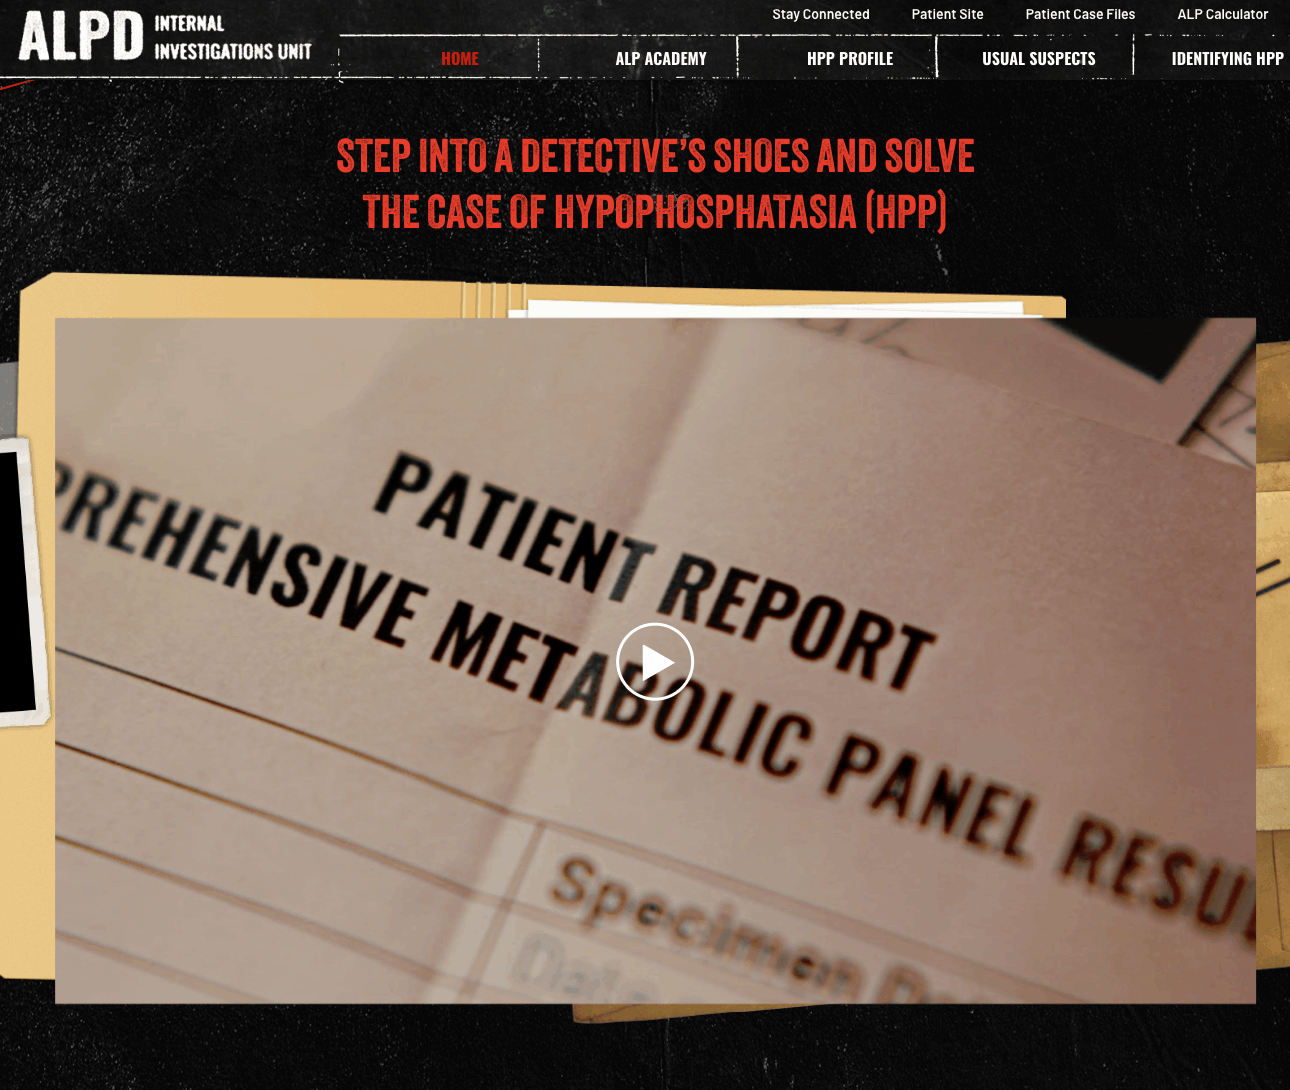 Stay Connected Patient Site Patient Case Files ALP Calculator
ALPD INTERNAL
INVESTIGATIONS UNIT
HOME ALP ACADEMY HPP PROFILE USUAL SUSPECTS IDENTIFYING HPP
STEP INTO A DETECTIVE'S SHOES AND SOLVE
THE CASE OF HYPOPHOSPHATASIA (HPP)
PATIENT REPORT
PREHENSIVE METABOLIC PANEL RESU
Specimen Da
Date